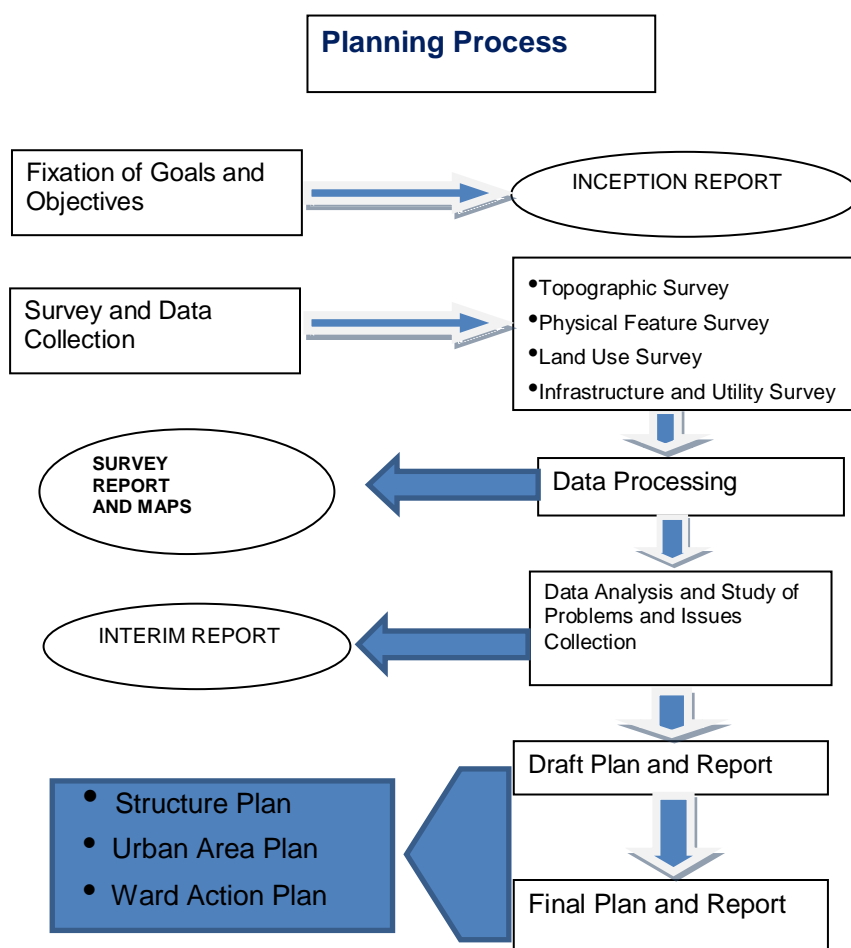 Planning Process
Fixation of Goals and
Objectives
INCEPTION REPORT
Survey and Data
Collection
•Topographic Survey
•Physical Feature Survey
•Land Use Survey
•Infrastructure and Utility Survey
SURVEY
REPORT
AND MAPS
Data Processing
Data Analysis and Study of
Problems and Issues
Collection
INTERIM REPORT
Draft Plan and Report
• Structure Plan
• Urban Area Plan
• Ward Action Plan
Final Plan and Report